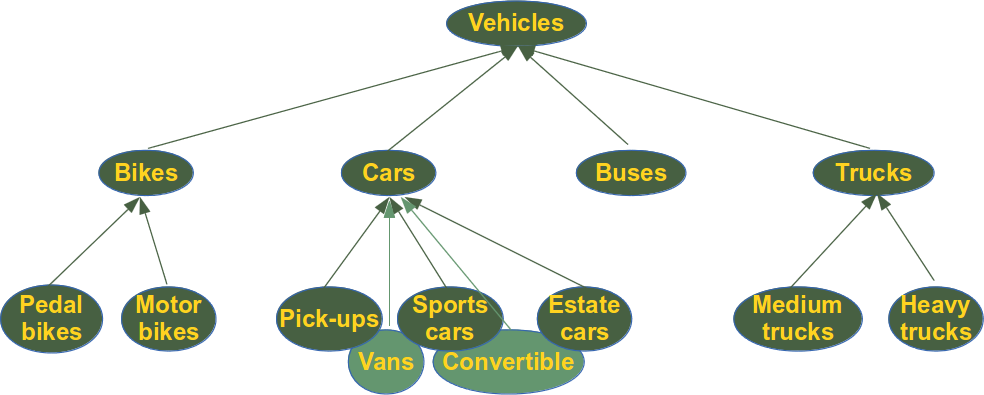 Vehicles
Bikes
Cars
Buses
Trucks
Pedal
bikes
Motor
bikes
Pick-ups
Sports
cars
Estate
cars
Medium
trucks
Heavy
trucks
Vans
Convertible